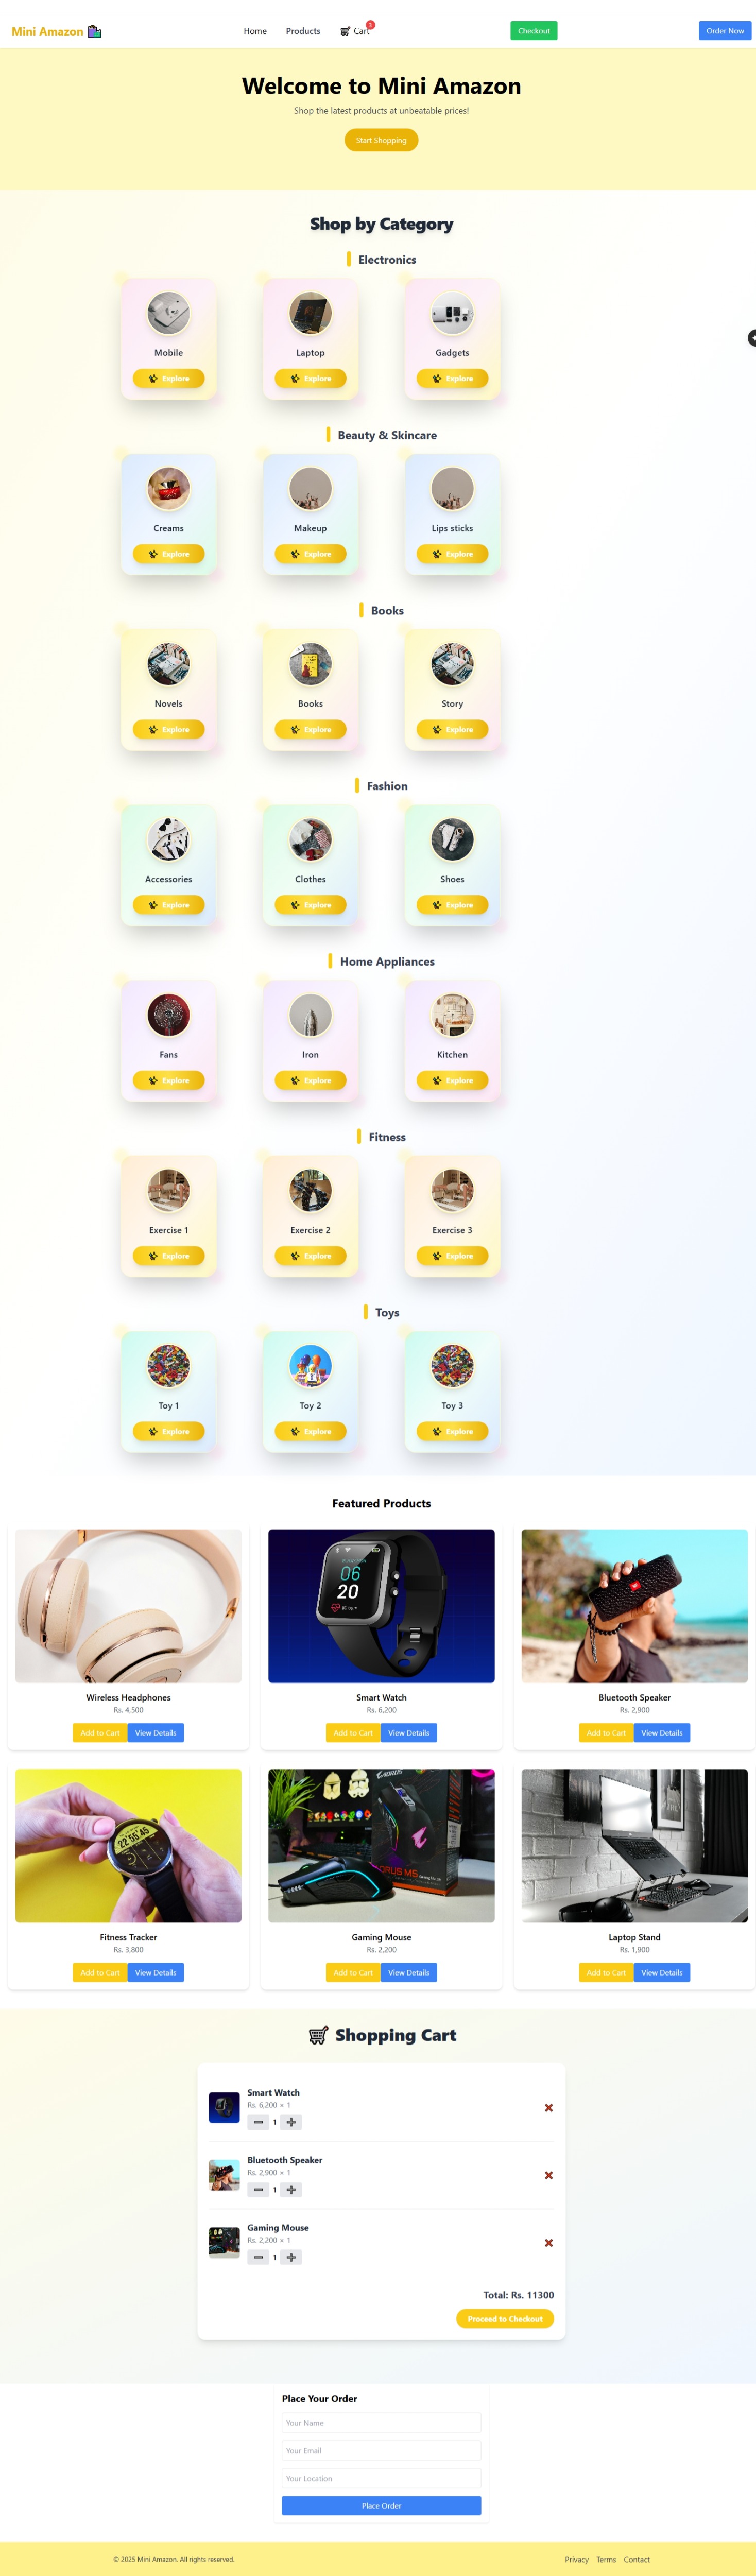 Mini Amazon
Home
Products
Cart
3
Checkout
Order Now
Welcome to Mini Amazon
Shop the latest products at unbeatable prices!
Start Shopping
Shop by Category
Electronics
Mobile
Laptop
Gadgets
Explore
Explore
Explore
Beauty & Skincare
Creams
Makeup
Lips sticks
Explore
Explore
Explore
Books
Novels
Books
Story
Explore
Explore
Explore
Fashion
Accessories
Clothes
Shoes
Explore
Explore
Explore
Home Appliances
Fans
Iron
Kitchen
Explore
Explore
Explore
Fitness
Exercise 1
Exercise 2
Exercise 3
Explore
Explore
Explore
Toys
Toy 1
Toy 2
Toy 3
Explore
Explore
Explore
Featured Products
06
20
Wireless Headphones
Smart Watch
Bluetooth Speaker
Rs. 4,500
Rs. 6,200
Rs. 2,900
Add to Cart
View Details
Add to Cart
View Details
Add to Cart
View Details
22 55 45
AORUS
AORUS M5
Fitness Tracker
Gaming Mouse
Laptop Stand
Rs. 3,800
Rs. 2,200
Rs. 1,900
Add to Cart
View Details
Add to Cart
View Details
Add to Cart
View Details
Shopping Cart
Smart Watch
Rs. 6,200 × 1
1
Bluetooth Speaker
Rs. 2,900 × 1
1
Gaming Mouse
Rs. 2,200 × 1
1
Total: Rs. 11300
Proceed to Checkout
Place Your Order
Your Name
Your Email
Your Location
Place Order
© 2025 Mini Amazon. All rights reserved.
Privacy
Terms
Contact